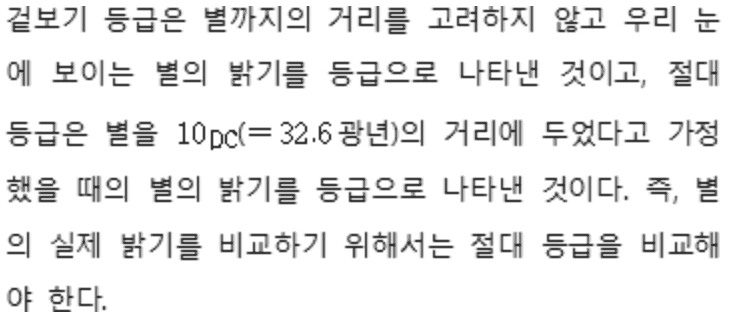 겉보기 등급은 별까지의 거리를 고려하지 않고 우리 눈
에 보이는 별의 밝기를 등급으로 나타낸 것이고, 절대
등급은 별을 10pc(=32.6광년)의 거리에 두었다고 가정
했을 때의 별의 밝기를 등급으로 나타낸 것이다. 즉, 별
의 실제 밝기를 비교하기 위해서는 절대 등급을 비교해
야 한다.